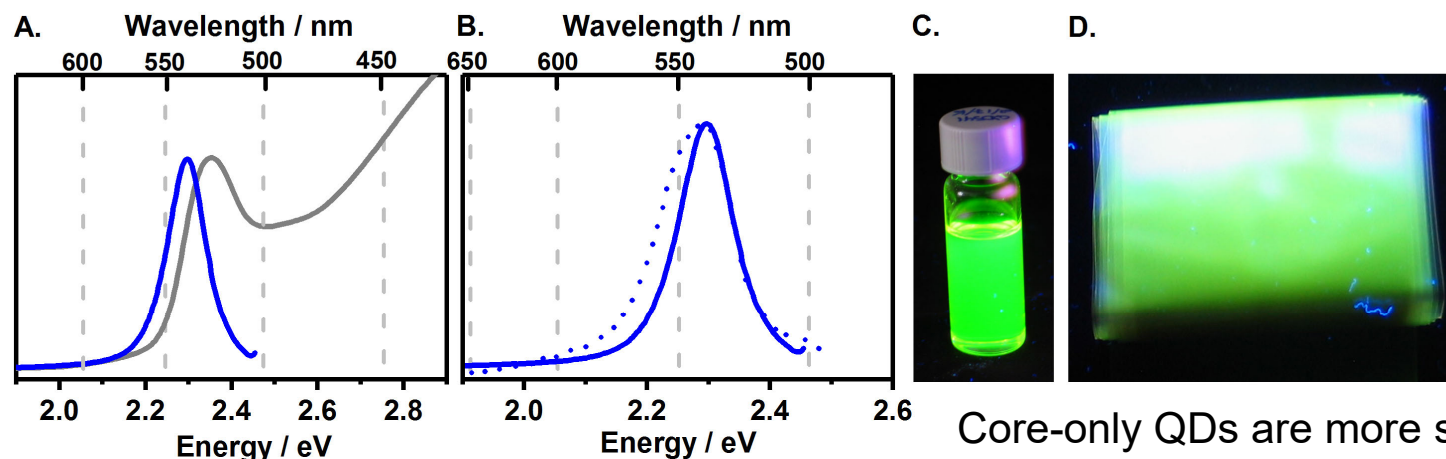 A.
Wavelength / nm
600 550 500 450
2.0 2.2 2.4 2.6 2.8
Energy / eV
B.
Wavelength / nm
650 600 550 500
2.0 2.2 2.4 2.6
Energy / eV
C.
D.
Core-only QDs are more s